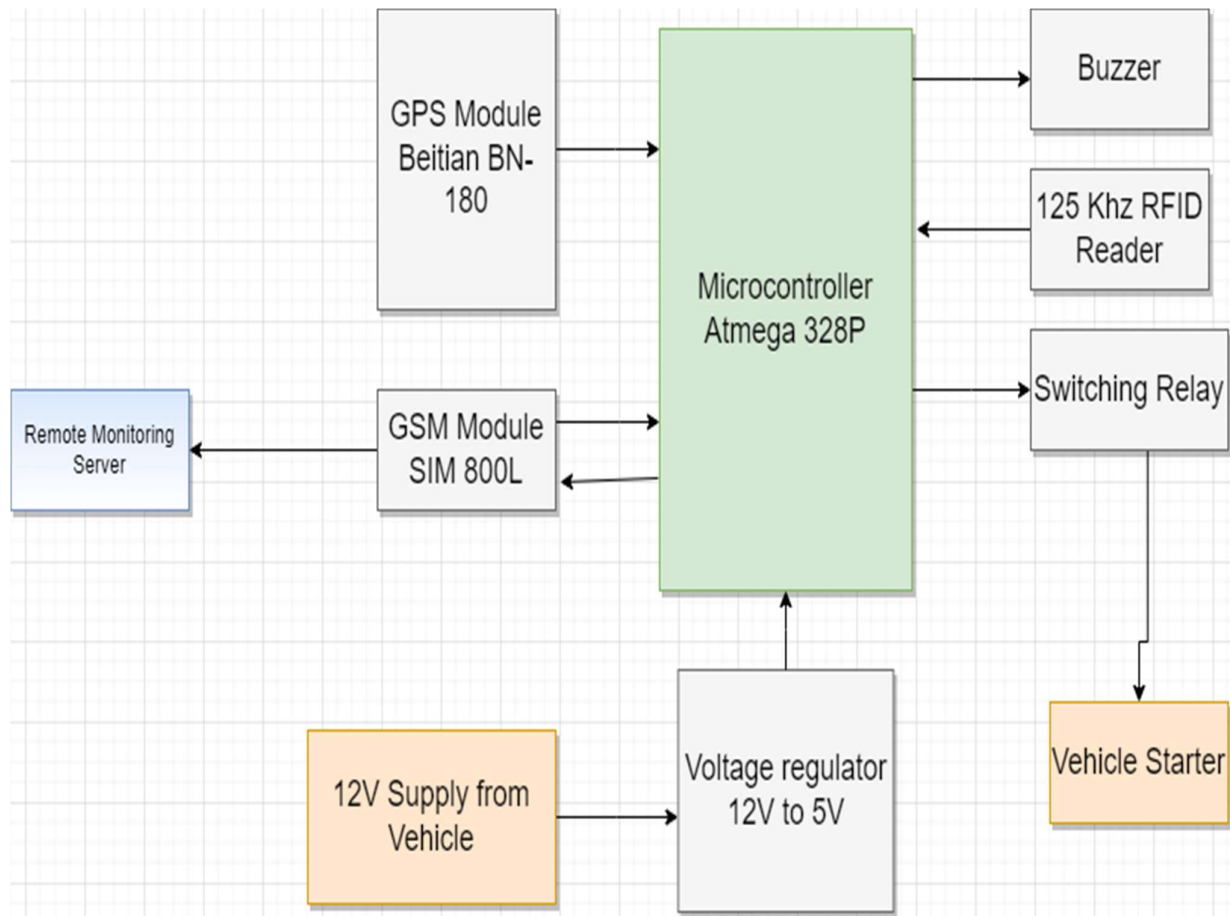 GPS Module
Beitian BN-
180
Buzzer
125 Khz RFID
Reader
Microcontroller
Atmega 328P
Switching Relay
Remote Monitoring
Server
GSM Module
SIM 800L
Vehicle Starter
Voltage regulator
12V to 5V
12V Supply from
Vehicle